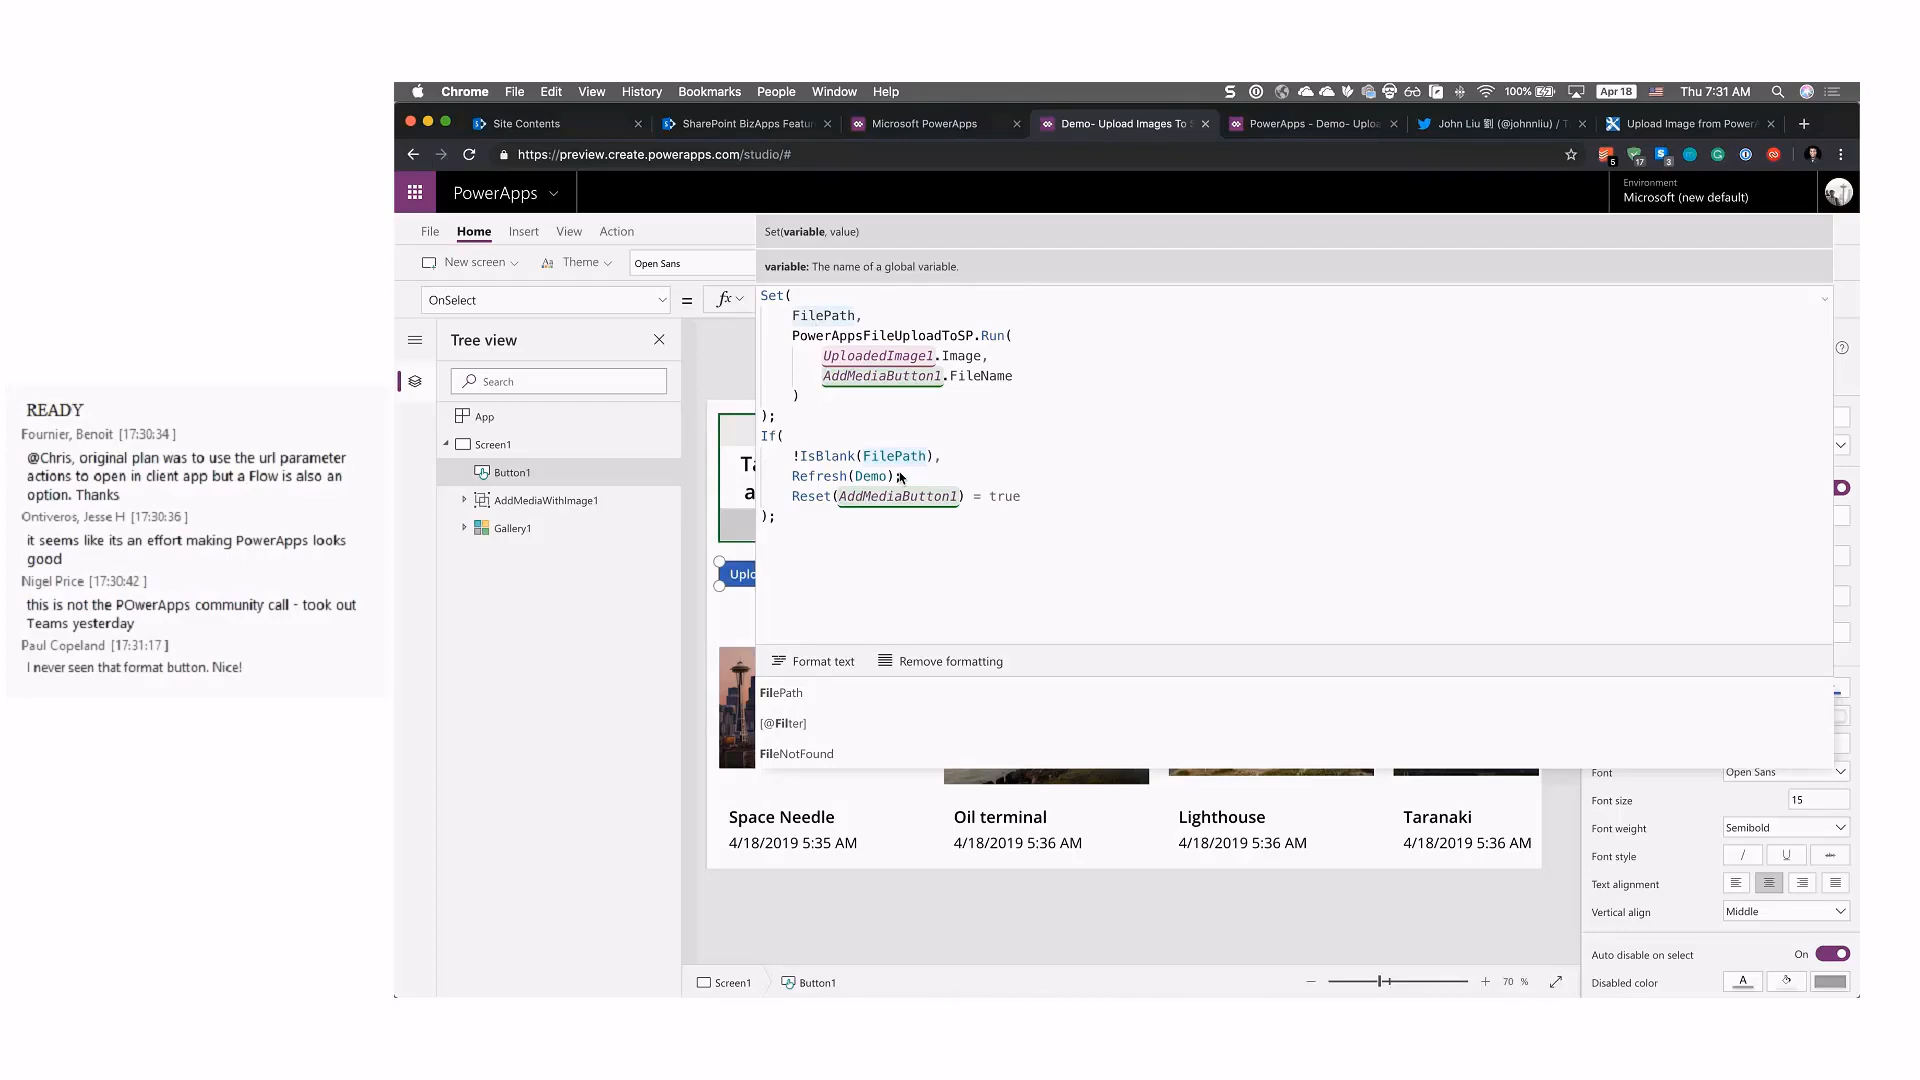 READY
Fournier, Benoit [17:30:34 ]
@Chris, original plan was to use the url parameter
actions to open in client app but a Flow is also an
option. Thanks
Ontiveros, Jesse H [17:30:36 ]
it seems like its an effort making PowerApps looks
good
Nigel Price [17:30:42 ]
this is not the POwerApps community call - took out
Teams yesterday
Paul Copeland [17:31:17 ]
I never seen that format button. Nice!
Chrome File Edit View History Bookmarks People Window Help
100% Apr 18 Thu 7:31 AM
Site Contents
SharePoint BizApps Featur
Microsoft PowerApps
Demo- Upload Images To S
PowerApps - Demo- Uploa
John Liu 劉 (@johnnliu) / T
Upload Image from PowerA
https://preview.create.powerapps.com/studio/#
5 17 3
PowerApps
Environment
Microsoft (new default)
File Home Insert View Action
New screen Theme Open Sans
OnSelect = fx
Set(variable, value)
variable: The name of a global variable.
Set(
FilePath,
PowerAppsFileUploadToSP.Run(
UploadedImage1.Image,
AddMediaButton1.FileName
)
);
If(
!IsBlank(FilePath),
Refresh(Demo);
Reset(AddMediaButton1) = true
);
Format text Remove formatting
FilePath
[@Filter]
FileNotFound
Tree view
Search
App
Screen1
Button1
AddMediaWithImage1
Gallery1
Ta
a
Uplo
Space Needle
4/18/2019 5:35 AM
Oil terminal
4/18/2019 5:36 AM
Lighthouse
4/18/2019 5:36 AM
Taranaki
4/18/2019 5:36 AM
Font Open Sans
Font size 15
Font weight Semibold
Font style / U abc
Text alignment
Vertical align Middle
Auto disable on select On
Disabled color A
Screen1 Button1
70 %